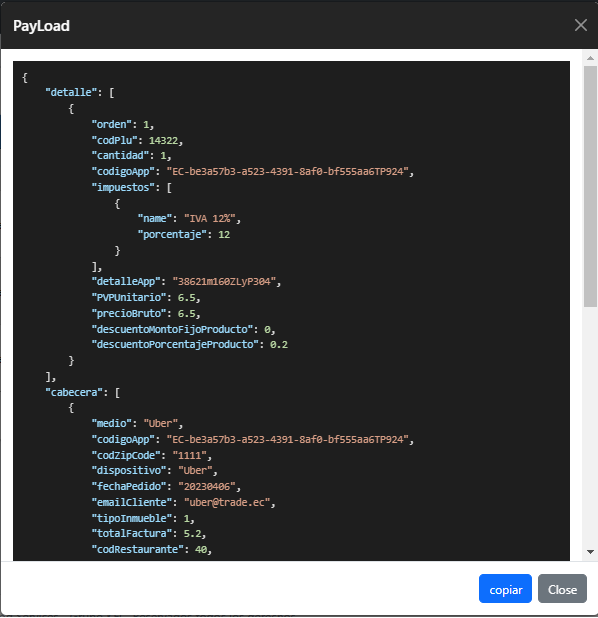 PayLoad
{
    "detalle": [
        {
            "orden": 1,
            "codPlu": 14322,
            "cantidad": 1,
            "codigoApp": "EC-be3a57b3-a523-4391-8af0-bf555aa6TP924",
            "impuestos": [
                {
                    "name": "IVA 12%",
                    "porcentaje": 12
                }
            ],
            "detalleApp": "38621m160ZLyP304",
            "PVPUnitario": 6.5,
            "precioBruto": 6.5,
            "descuentoMontoFijoProducto": 0,
            "descuentoPorcentajeProducto": 0.2
        }
    ],
    "cabecera": [
        {
            "medio": "Uber",
            "codigoApp": "EC-be3a57b3-a523-4391-8af0-bf555aa6TP924",
            "codZipCode": "1111",
            "dispositivo": "Uber",
            "fechaPedido": "20230406",
            "emailCliente": "uber@trade.ec",
            "tipoInmueble": 1,
            "totalFactura": 5.2,
            "codRestaurante": 40,
copiar
Close